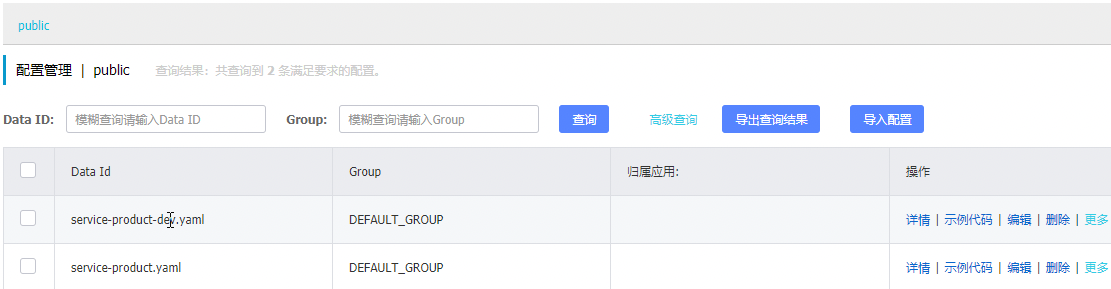 public
配置管理 | public 查询结果：共查询到 2 条满足要求的配置。
Data ID: 模糊查询请输入Data ID Group: 模糊查询请输入Group 查询 高级查询 导出查询结果 导入配置
Data Id Group 归属应用: 操作
service-product-dev.yaml DEFAULT_GROUP 详情 | 示例代码 | 编辑 | 删除 | 更多
service-product.yaml DEFAULT_GROUP 详情 | 示例代码 | 编辑 | 删除 | 更多